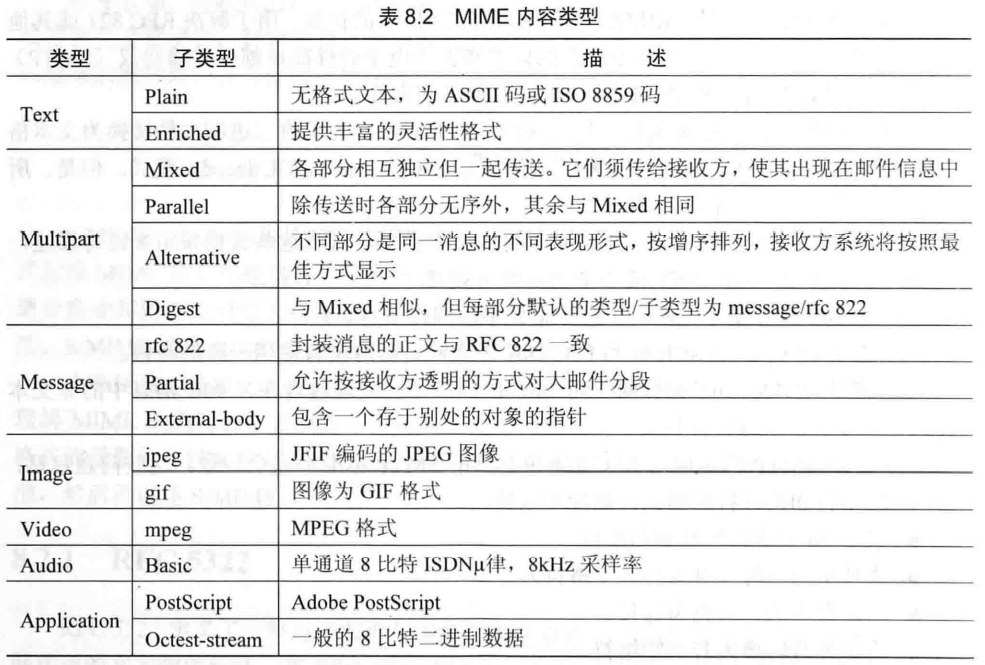 表 8.2 MIME 内容类型
类型 子类型 描 述
Text Plain 无格式文本，为 ASCII 码或 ISO 8859 码
Enriched 提供丰富的灵活性格式
Multipart Mixed 各部分相互独立但一起传送。它们须传给接收方，使其出现在邮件信息中
Parallel 除传送时各部分无序外，其余与 Mixed 相同
Alternative 不同部分是同一消息的不同表现形式，按增序排列，接收方系统将按照最
佳方式显示
Digest 与 Mixed 相似，但每部分默认的类型/子类型为 message/rfc 822
Message rfc 822 封装消息的正文与 RFC 822 一致
Partial 允许按接收方透明的方式对大邮件分段
External-body 包含一个存于别处的对象的指针
Image jpeg JFIF 编码的 JPEG 图像
gif 图像为 GIF 格式
Video mpeg MPEG 格式
Audio Basic 单通道 8 比特 ISDNμ律，8kHz 采样率
Application PostScript Adobe PostScript
Octest-stream 一般的 8 比特二进制数据